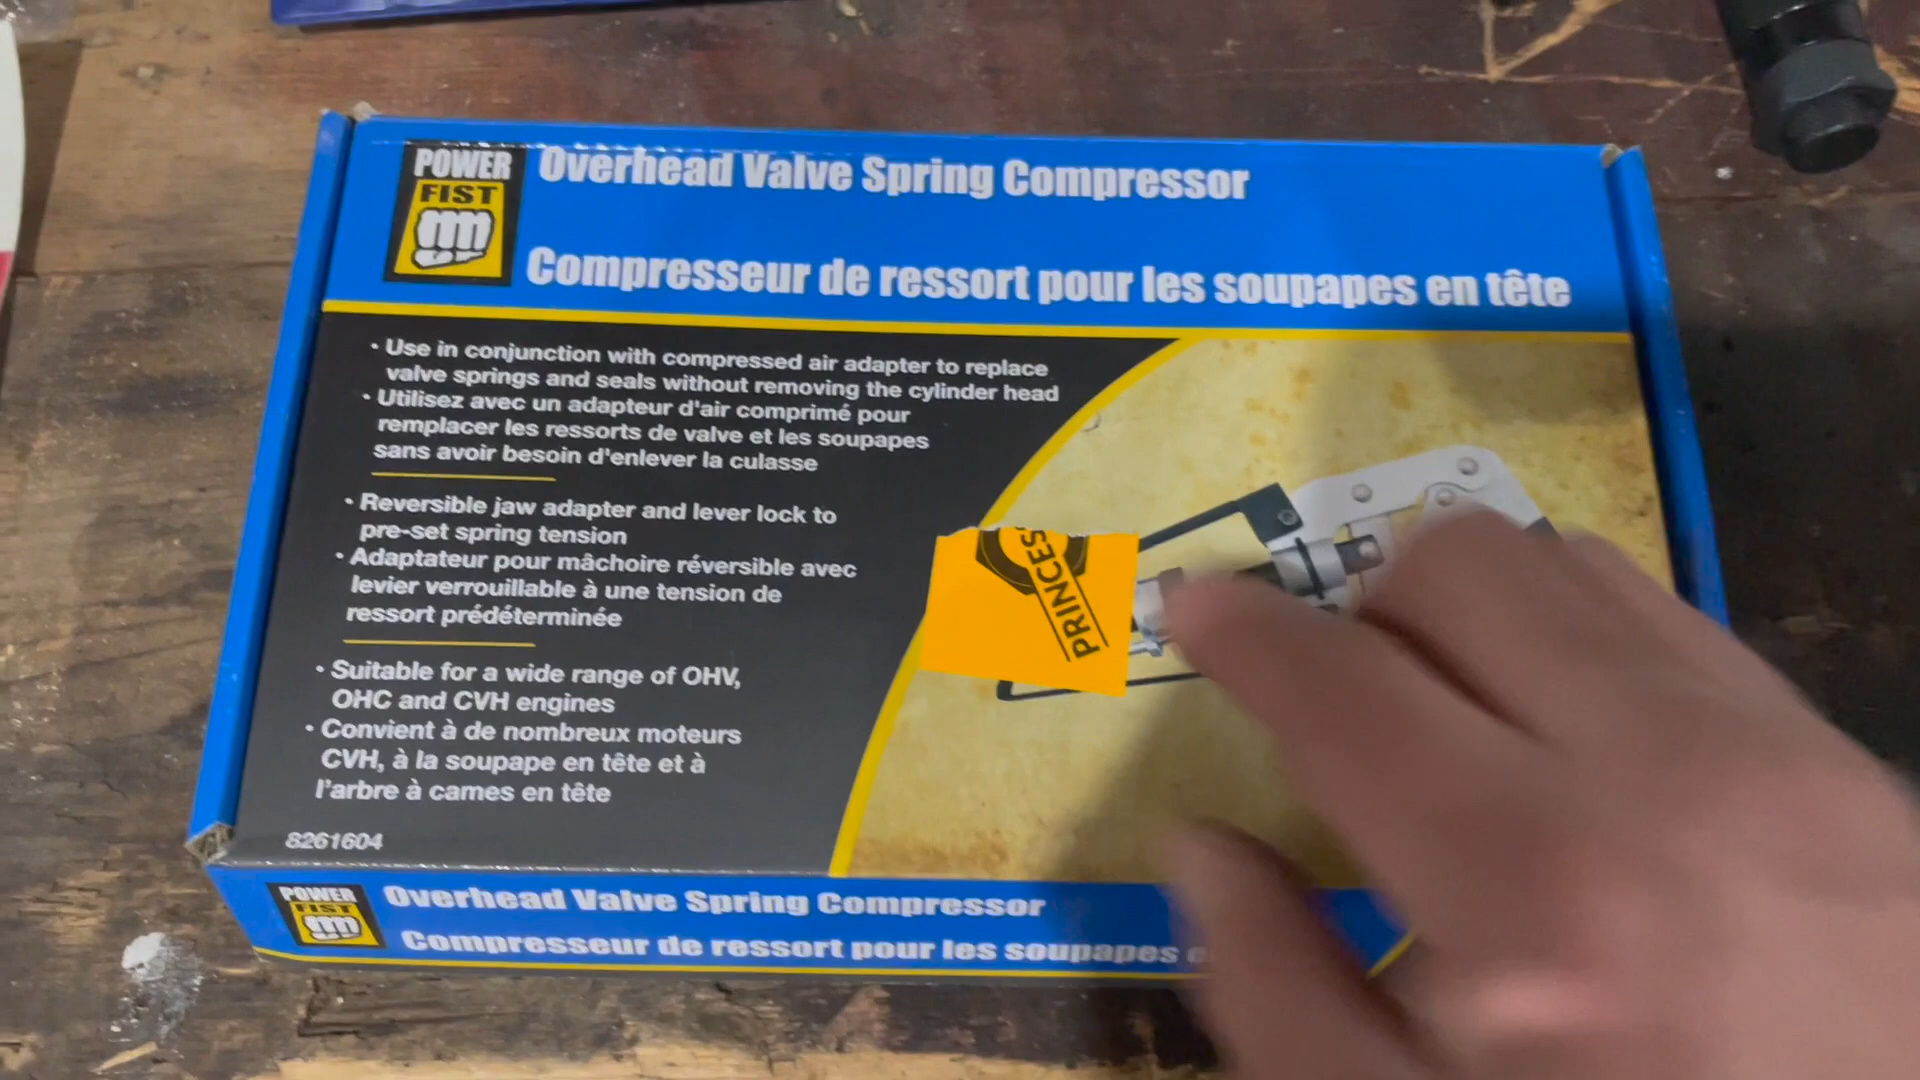 POWER
FIST
Overhead Valve Spring Compressor
Compresseur de ressort pour les soupapes en tête
• Use in conjunction with compressed air adapter to replace
valve springs and seals without removing the cylinder head
• Utilisez avec un adapteur d'air comprimé pour
remplacer les ressorts de valve et les soupapes
sans avoir besoin d'enlever la culasse
• Reversible jaw adapter and lever lock to
pre-set spring tension
• Adaptateur pour mâchoire réversible avec
levier verrouillable à une tension de
ressort prédéterminée
• Suitable for a wide range of OHV,
OHC and CVH engines
• Convient à de nombreux moteurs
CVH, à la soupape en tête et à
l'arbre à cames en tête
8261604
PRINCES
PRINCES
POWER
FIST
Overhead Valve Spring Compressor
Compresseur de ressort pour les soupapes